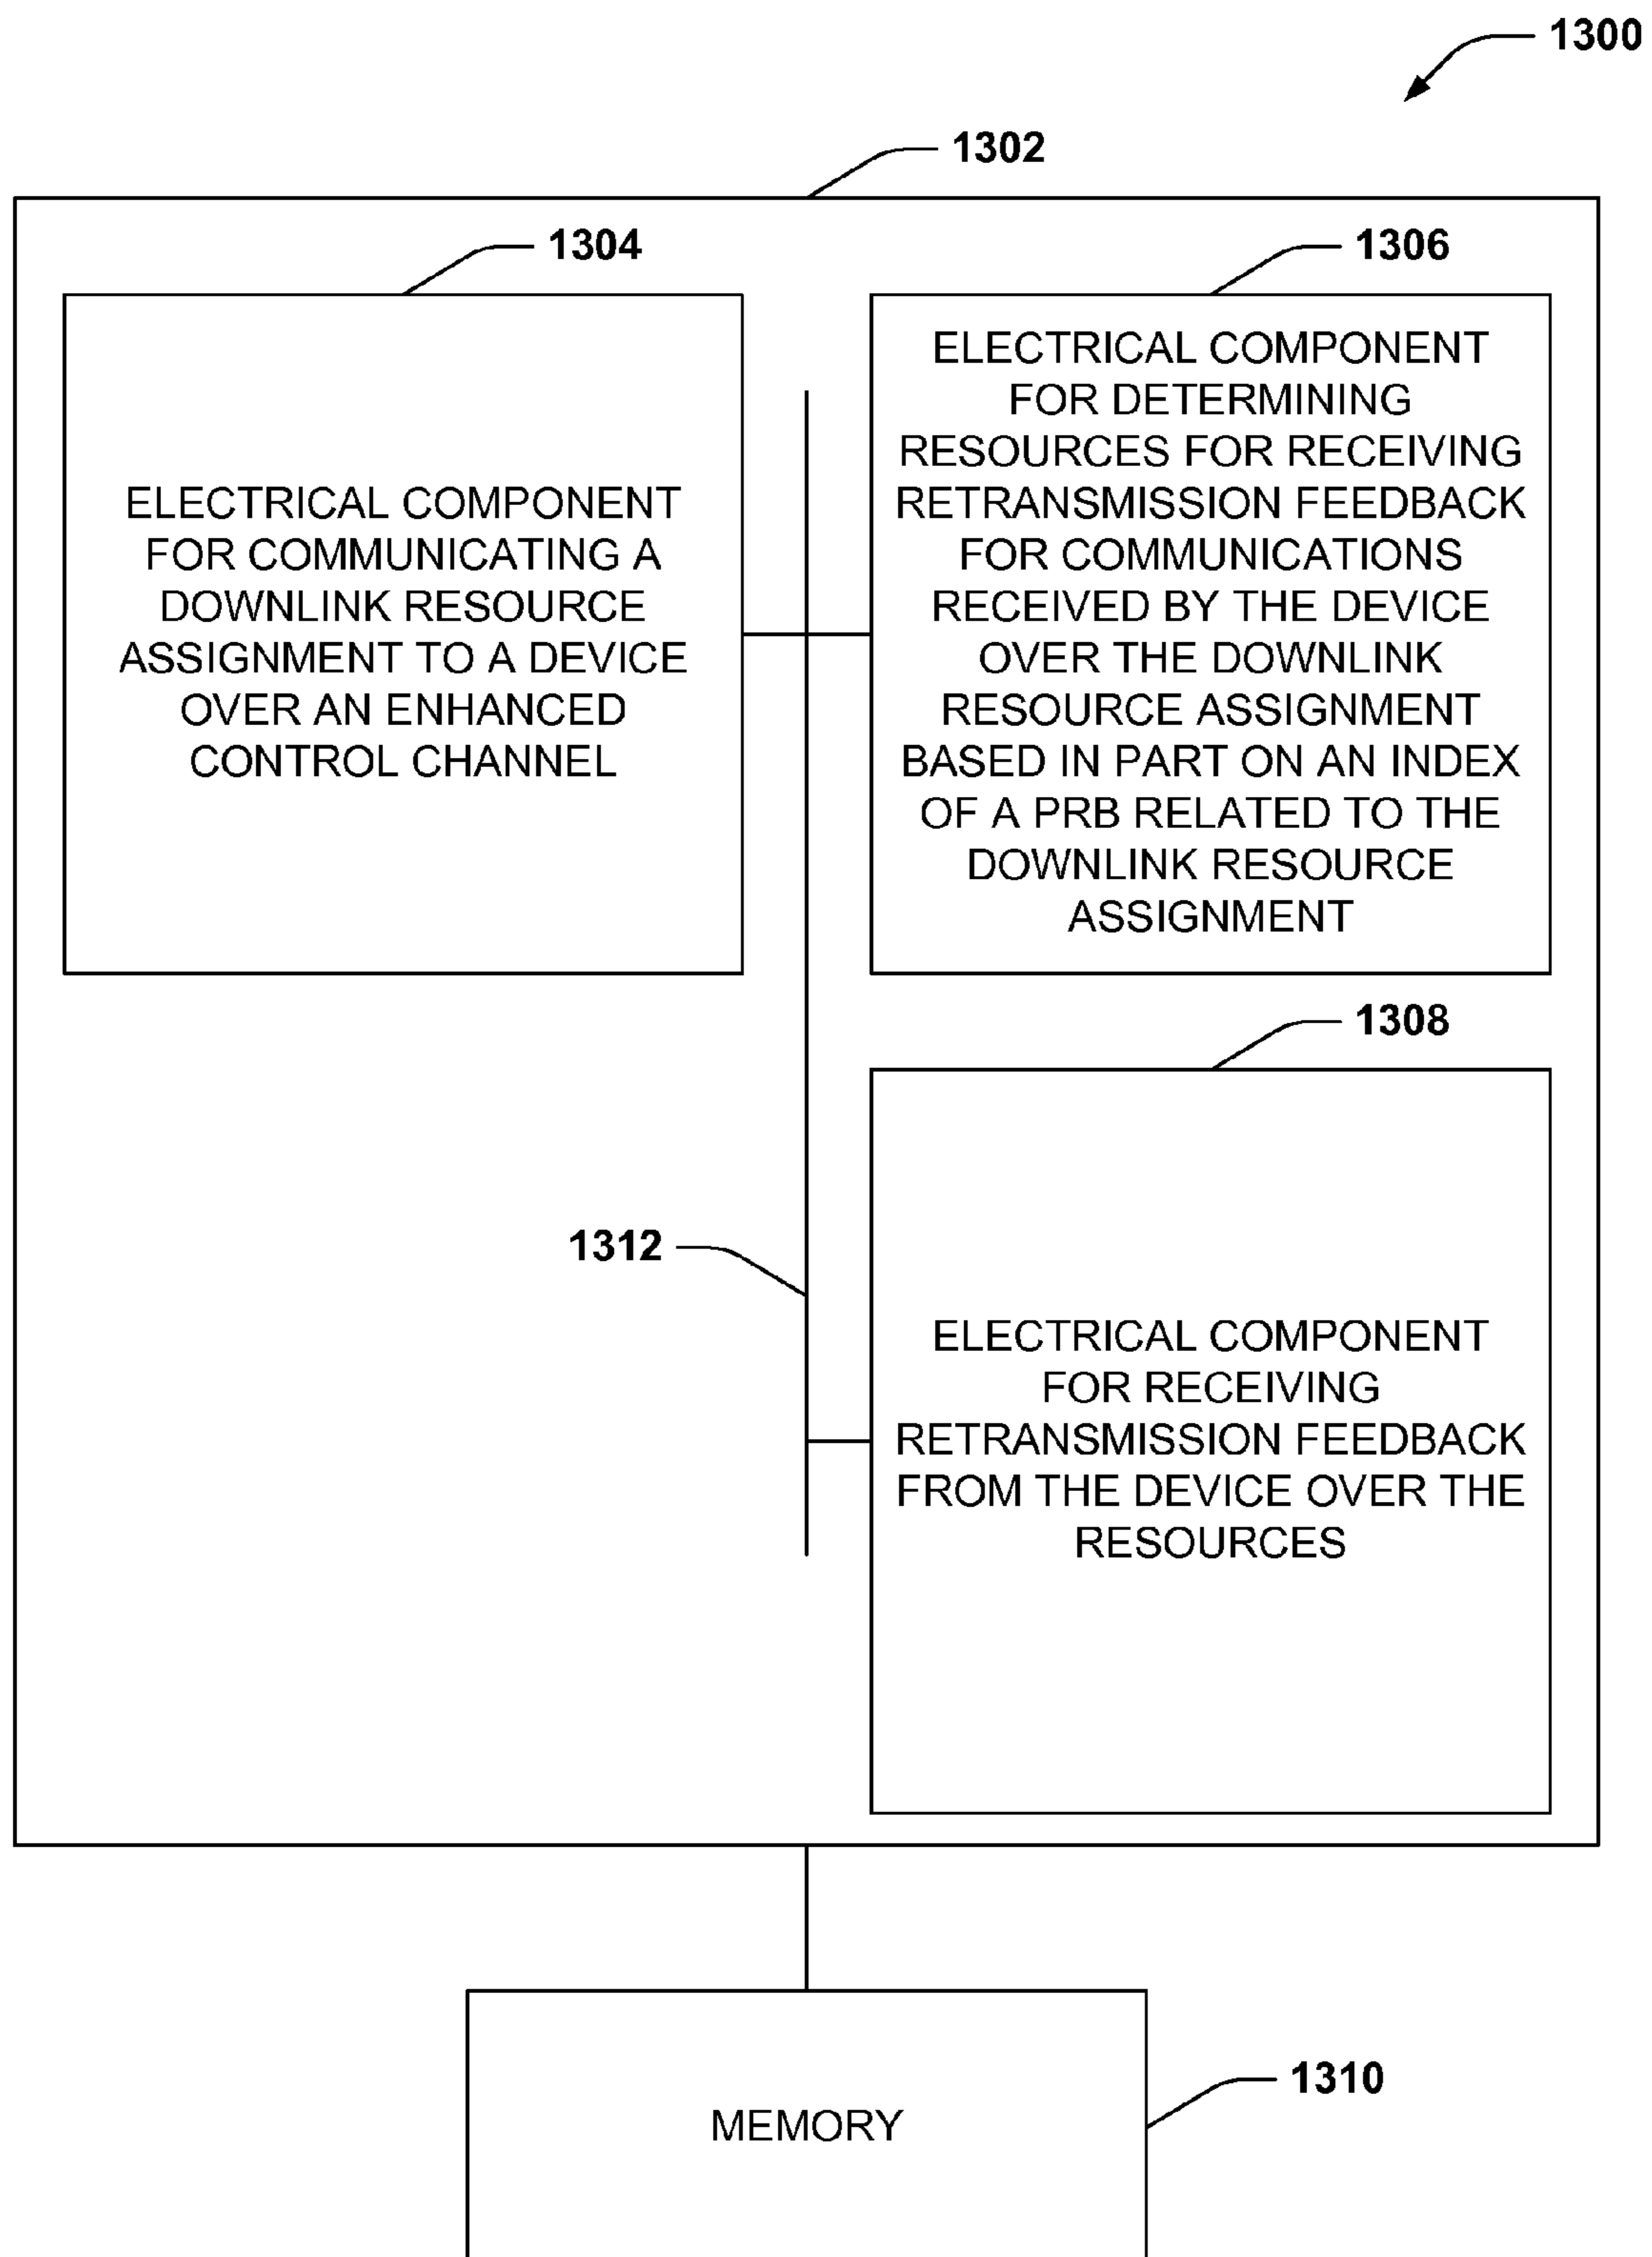 1300
1302
1304
1306
ELECTRICAL COMPONENT
FOR COMMUNICATING A
DOWNLINK RESOURCE
ASSIGNMENT TO A DEVICE
OVER AN ENHANCED
CONTROL CHANNEL
ELECTRICAL COMPONENT
FOR DETERMINING
RESOURCES FOR RECEIVING
RETRANSMISSION FEEDBACK
FOR COMMUNICATIONS
RECEIVED BY THE DEVICE
OVER THE DOWNLINK
RESOURCE ASSIGNMENT
BASED IN PART ON AN INDEX
OF A PRB RELATED TO THE
DOWNLINK RESOURCE
ASSIGNMENT
1308
1312
ELECTRICAL COMPONENT
FOR RECEIVING
RETRANSMISSION FEEDBACK
FROM THE DEVICE OVER THE
RESOURCES
1310
MEMORY